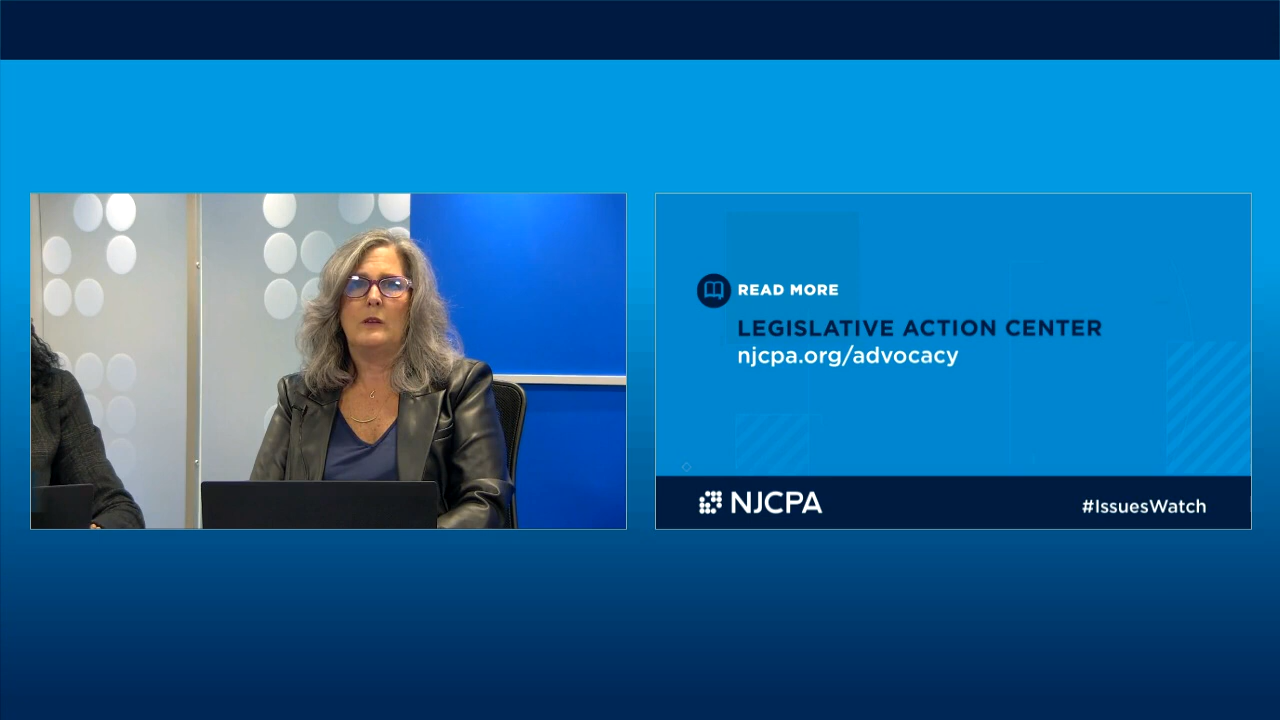 READ MORE
LEGISLATIVE ACTION CENTER
njcpa.org/advocacy
NJCPA
#IssuesWatch